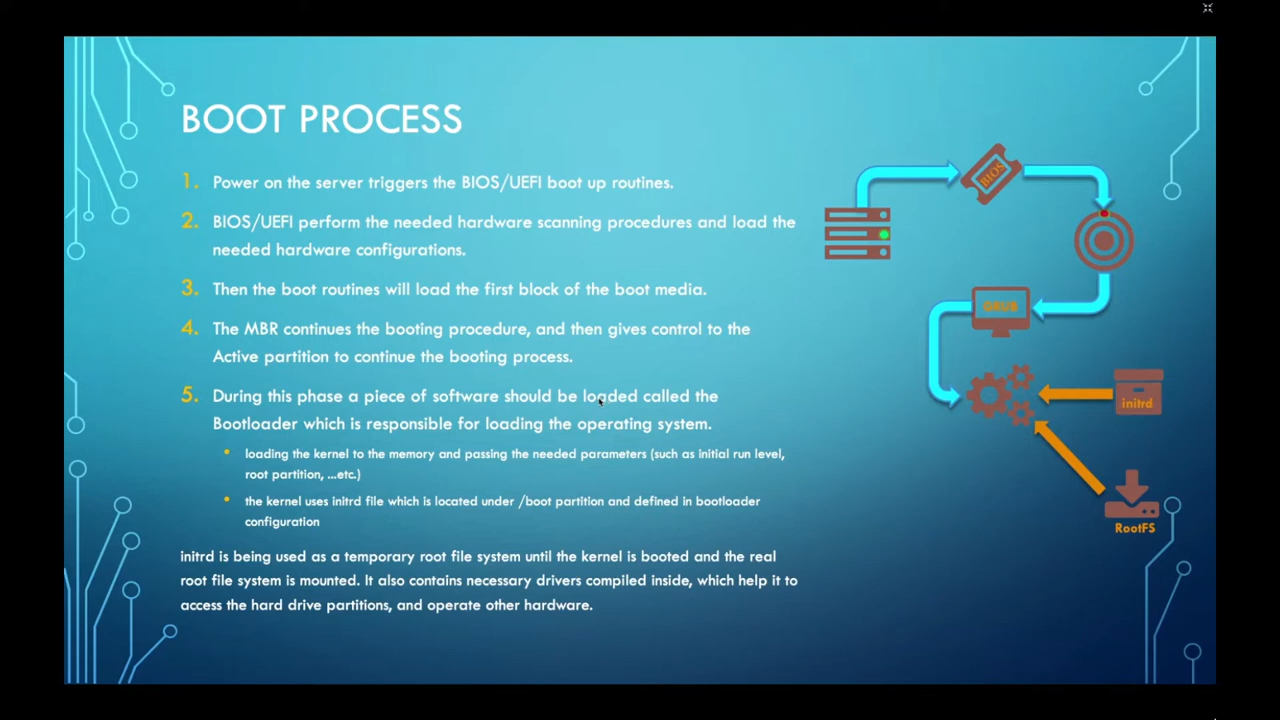 BOOT PROCESS
1. Power on the server triggers the BIOS/UEFI boot up routines.
2. BIOS/UEFI perform the needed hardware scanning procedures and load the
needed hardware configurations.
3. Then the boot routines will load the first block of the boot media.
4. The MBR continues the booting procedure, and then gives control to the
Active partition to continue the booting process.
5. During this phase a piece of software should be loaded called the
Bootloader which is responsible for loading the operating system.
• loading the kernel to the memory and passing the needed parameters (such as initial run level,
root partition, ...etc.)
• the kernel uses initrd file which is located under /boot partition and defined in bootloader
configuration
initrd is being used as a temporary root file system until the kernel is booted and the real
root file system is mounted. It also contains necessary drivers compiled inside, which help it to
access the hard drive partitions, and operate other hardware.
BIOS
GRUB
initrd
RootFS